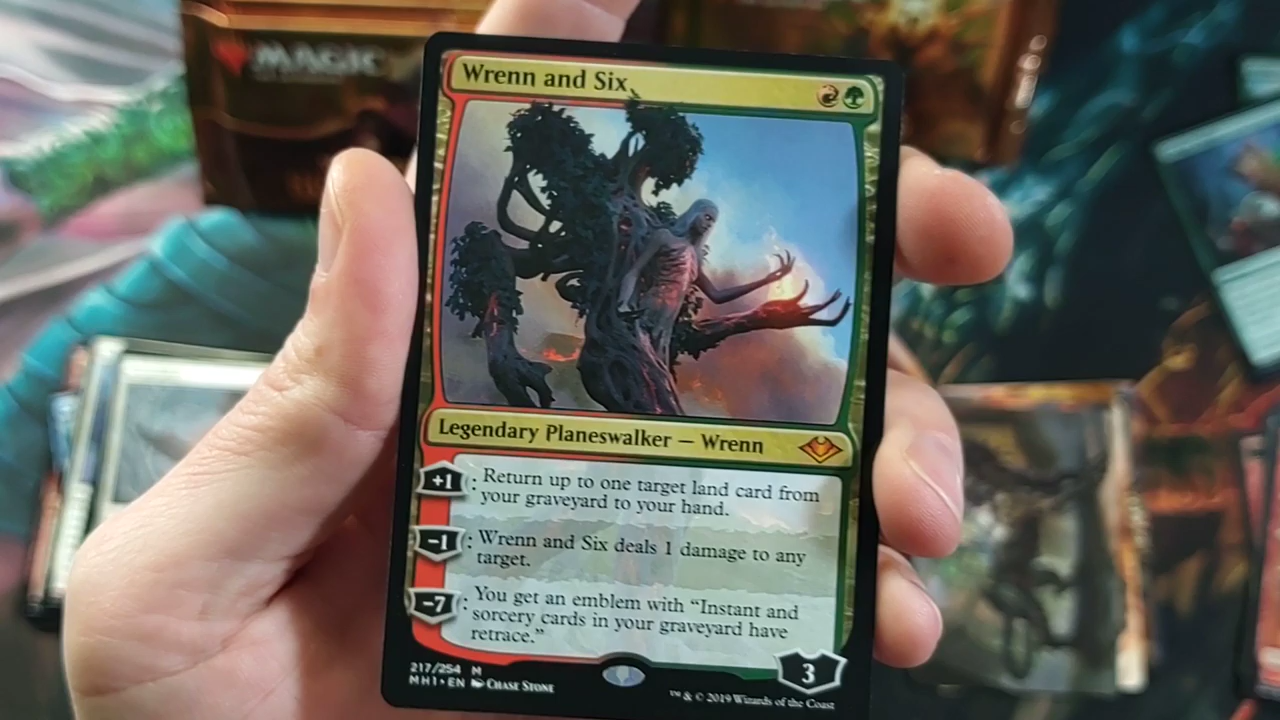 MAGIC
Wrenn and Six
Legendary Planeswalker — Wrenn
+1: Return up to one target land card from
your graveyard to your hand.
−1: Wrenn and Six deals 1 damage to any
target.
−7: You get an emblem with “Instant and
sorcery cards in your graveyard have
retrace.”
3
217/254 M
MH1 • EN Chase Stone
™ & © 2019 Wizards of the Coast